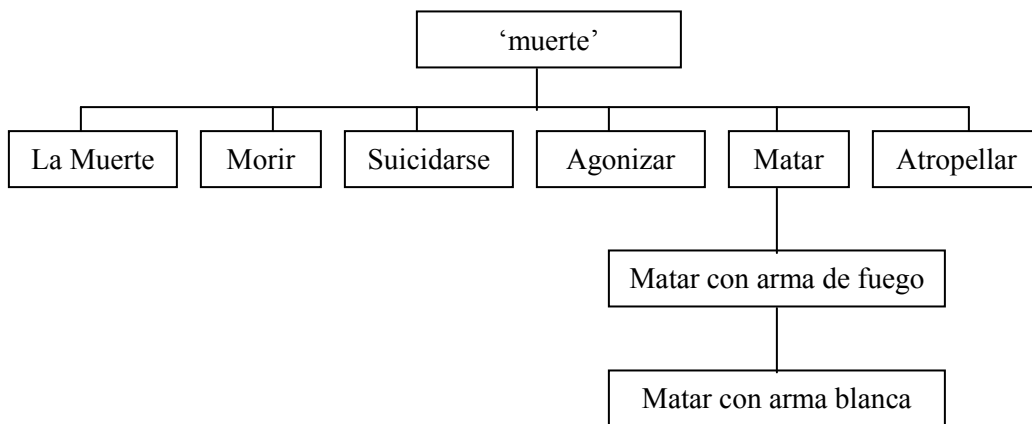 ‘muerte’
La Muerte
Morir
Suicidarse
Agonizar
Matar
Atropellar
Matar con arma de fuego
Matar con arma blanca